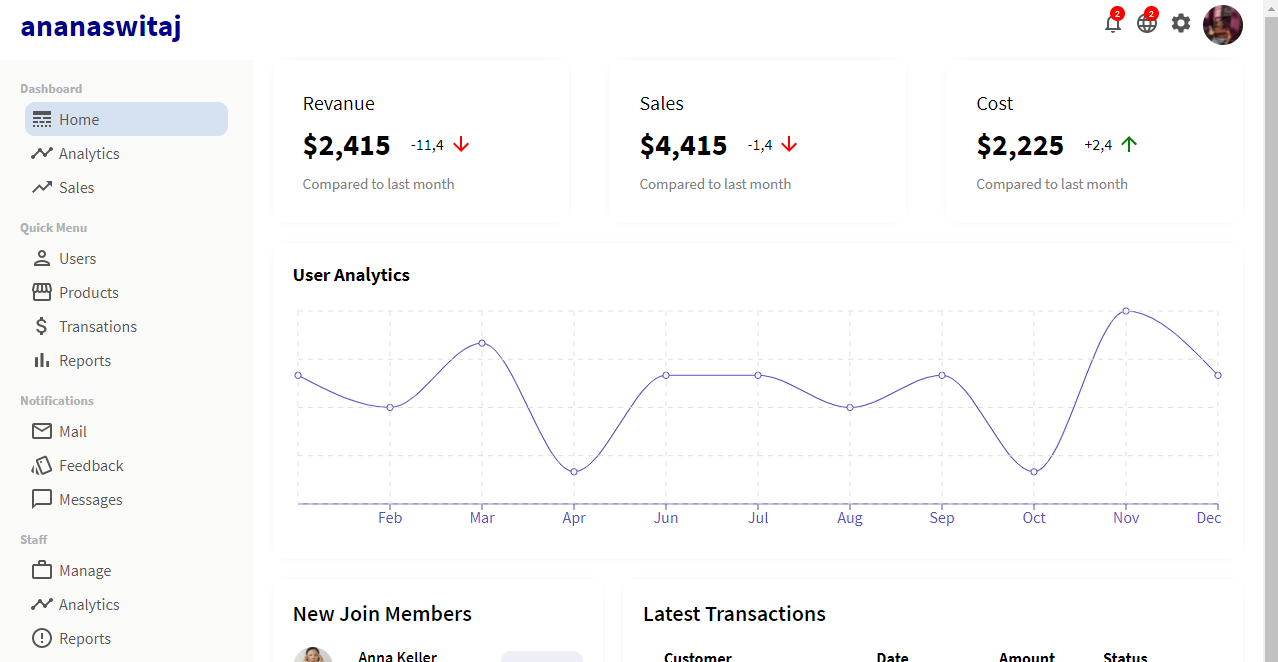 ananaswitaj
2
2
Dashboard
Home
Analytics
Sales
Quick Menu
Users
Products
Transations
Reports
Notifications
Mail
Feedback
Messages
Staff
Manage
Analytics
Reports
Revanue
$2,415 -11,4
Compared to last month
Sales
$4,415 -1,4
Compared to last month
Cost
$2,225 +2,4
Compared to last month
User Analytics
Feb Mar Apr Jun Jul Aug Sep Oct Nov Dec
New Join Members
Anna Keller
Latest Transactions
Customer Date Amount Status